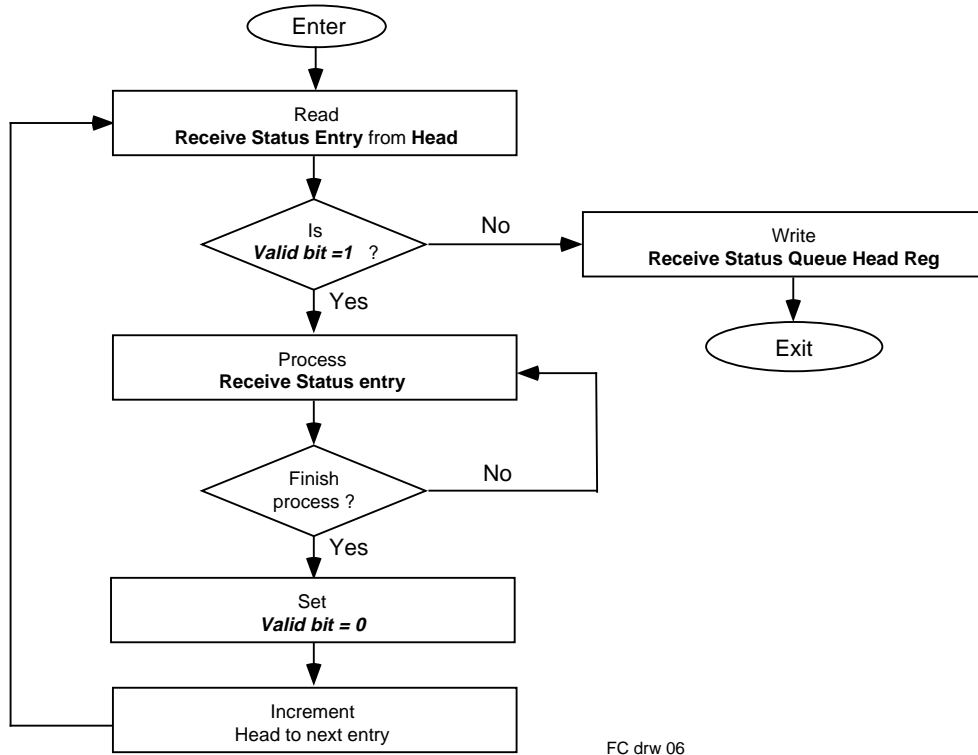 Enter
Read
Receive Status Entry from Head
Is
Valid bit =1 ?
No
Write
Receive Status Queue Head Reg
Yes
Exit
Process
Receive Status entry
Finish
process ?
No
Yes
Set
Valid bit = 0
Increment
Head to next entry
FC drw 06